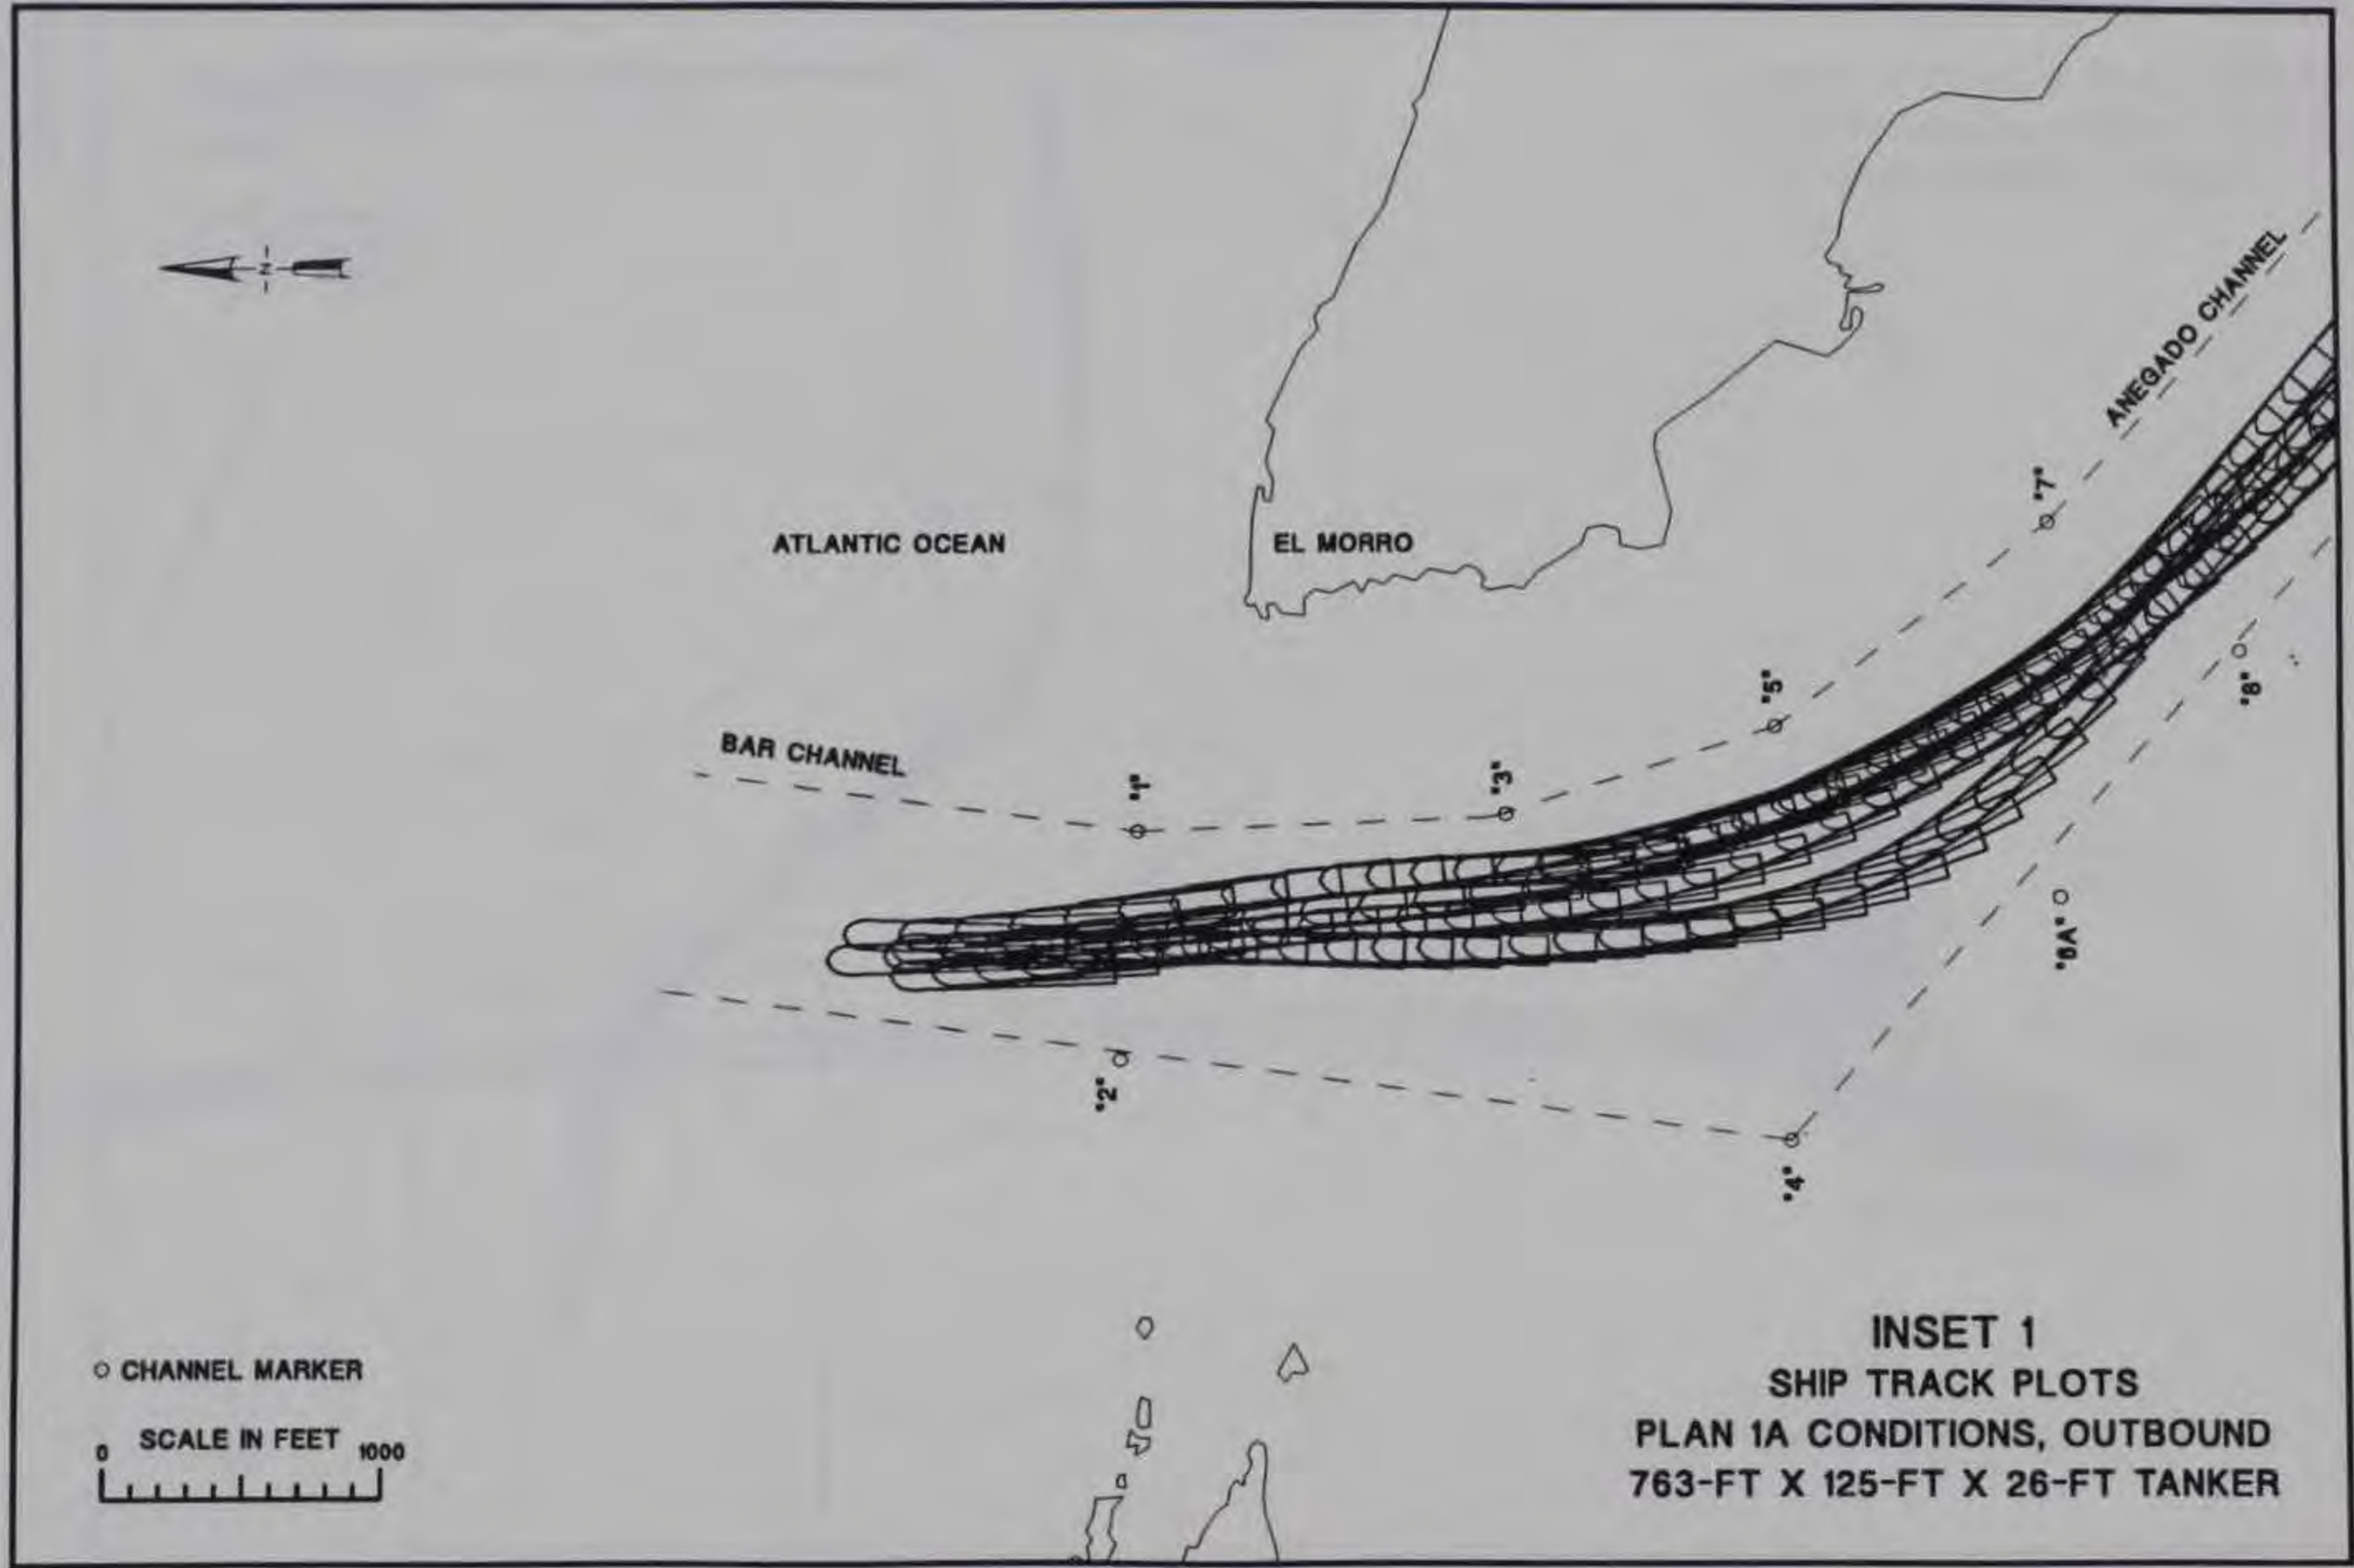 Z
ANEGADO CHANNEL
"7"
ATLANTIC OCEAN
EL MORRO
"5"
"8"
BAR CHANNEL
"1"
"3"
"2"
"4"
INSET 1
SHIP TRACK PLOTS
PLAN 1A CONDITIONS, OUTBOUND
763-FT X 125-FT X 26-FT TANKER
CHANNEL MARKER
SCALE IN FEET
0 1000